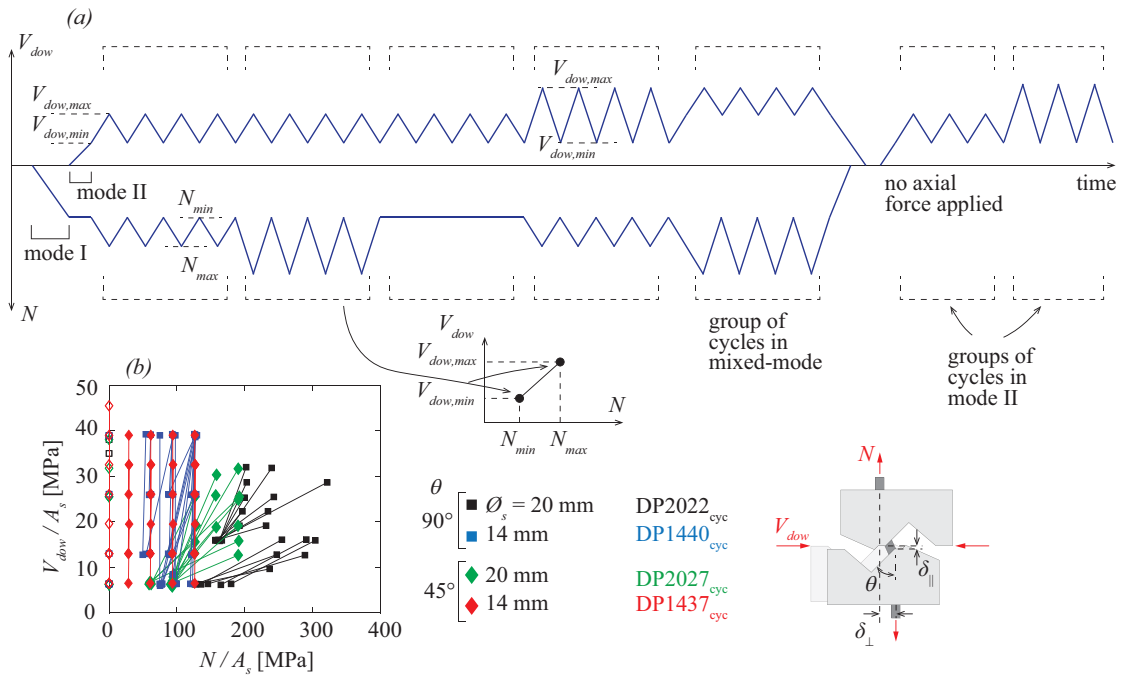 (a)
V_dow
V_dow,max
V_dow,min
V_dow,max
V_dow,min
mode II
mode I
N_min
N_max
no axial
force applied
time
N
group of
cycles in
mixed-mode
groups of
cycles in
mode II
V_dow
V_dow,max
V_dow,min
N
N_min
N_max
(b)
50
40
30
20
10
0
V_dow / A_s [MPa]
0
100
200
300
400
N / A_s [MPa]
θ
90°
Ø_s = 20 mm
DP2022_cyc
14 mm
DP1440_cyc
45°
20 mm
DP2027_cyc
14 mm
DP1437_cyc
N
V_dow
θ
δ_∥
δ_⊥